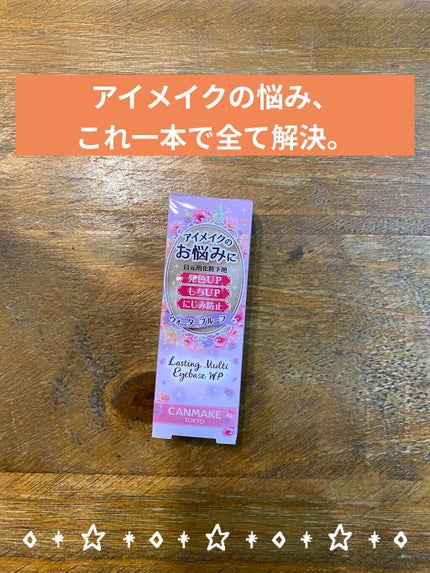 アイメイクの悩み、
これ一本で全て解決。
アイメイクの
お悩みに
目元用化粧下地
発色UP
もちUP
にじみ防止
ウォータープルーフ
Lasting Multi
Eyebase WP
CANMAKE
TOKYO